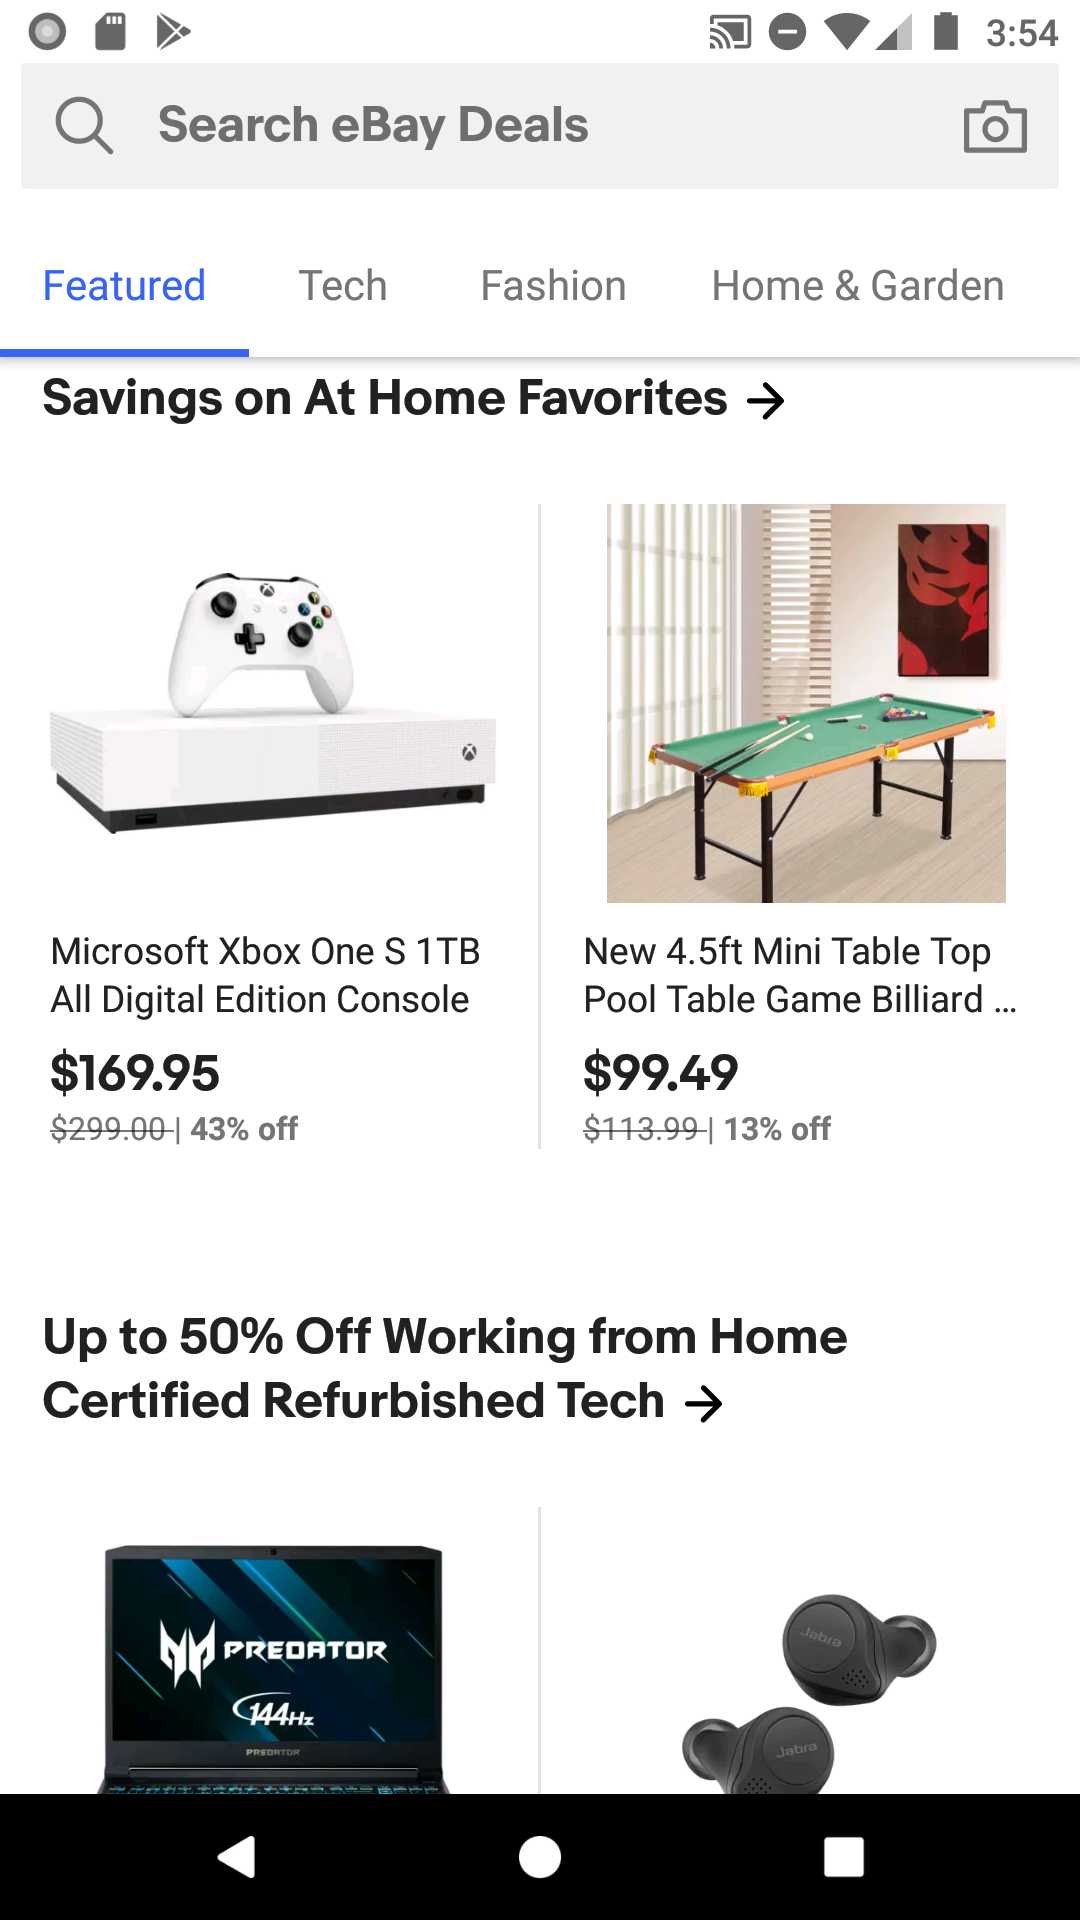 3:54
Search eBay Deals
Featured Tech Fashion Home & Garden
Savings on At Home Favorites
Microsoft Xbox One S 1TB
All Digital Edition Console
$169.95
$299.00 | 43% off
New 4.5ft Mini Table Top
Pool Table Game Billiard ...
$99.49
$113.99 | 13% off
Up to 50% Off Working from Home
Certified Refurbished Tech
PREDATOR
144Hz
PREDATOR
Jabra
Jabra